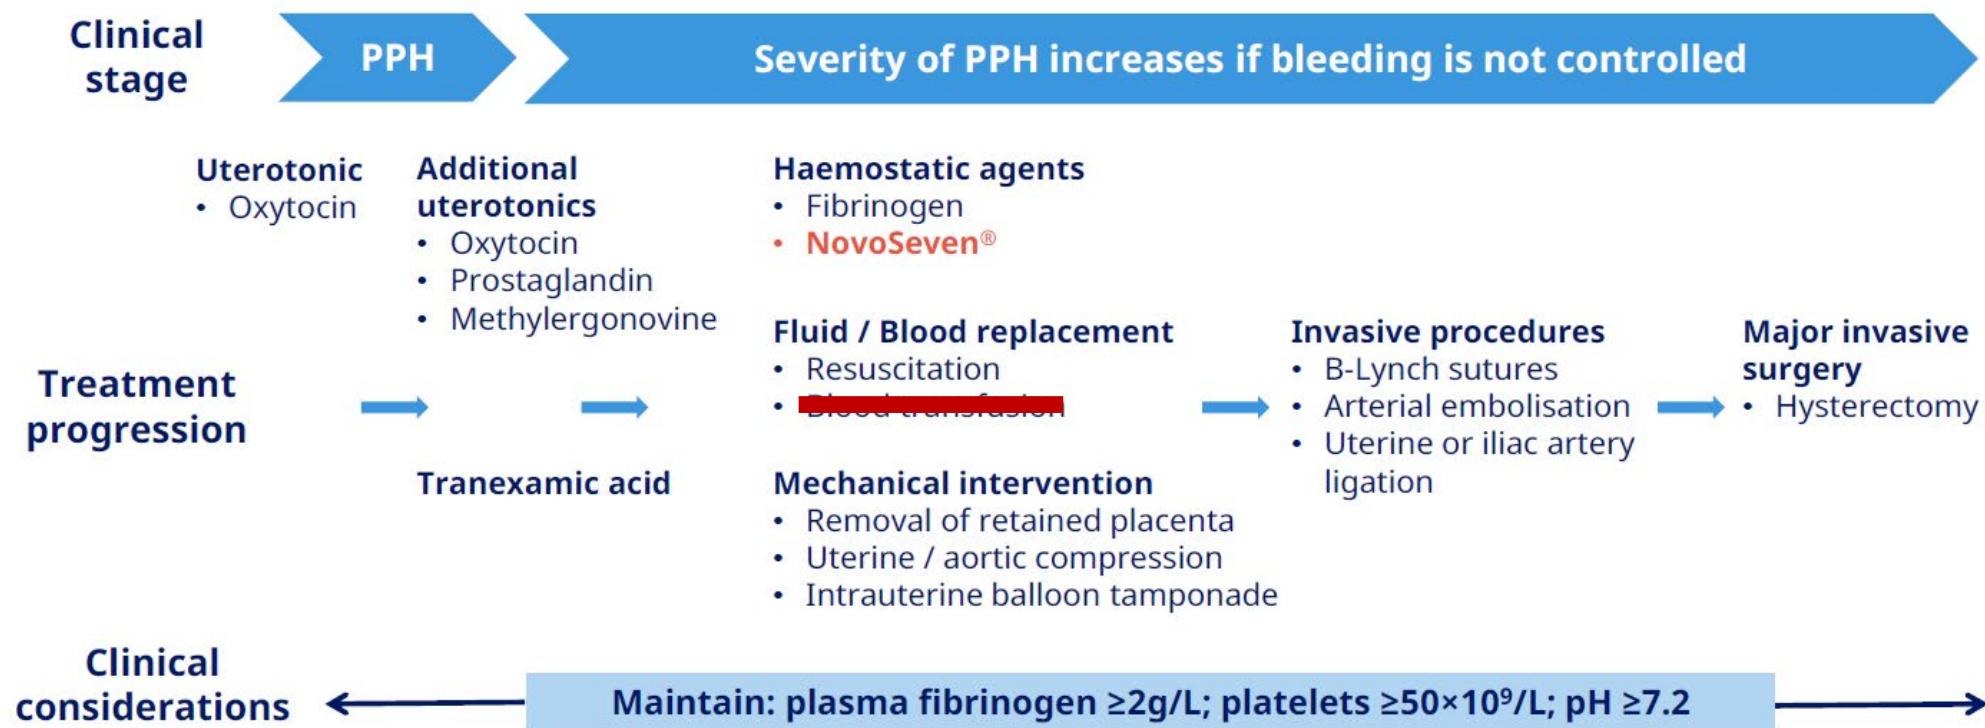 Clinical
stage
PPH
Severity of PPH increases if bleeding is not controlled
Treatment
progression
Uterotonic
• Oxytocin
Additional
uterotonics
• Oxytocin
• Prostaglandin
• Methylergonovine
Tranexamic acid
Haemostatic agents
• Fibrinogen
• NovoSeven®
Fluid / Blood replacement
• Resuscitation
•
Mechanical intervention
• Removal of retained placenta
• Uterine / aortic compression
• Intrauterine balloon tamponade
Invasive procedures
• B-Lynch sutures
• Arterial embolisation
• Uterine or iliac artery
ligation
Major invasive
surgery
• Hysterectomy
Clinical
considerations
Maintain: plasma fibrinogen ≥2g/L; platelets ≥50×10⁹/L; pH ≥7.2